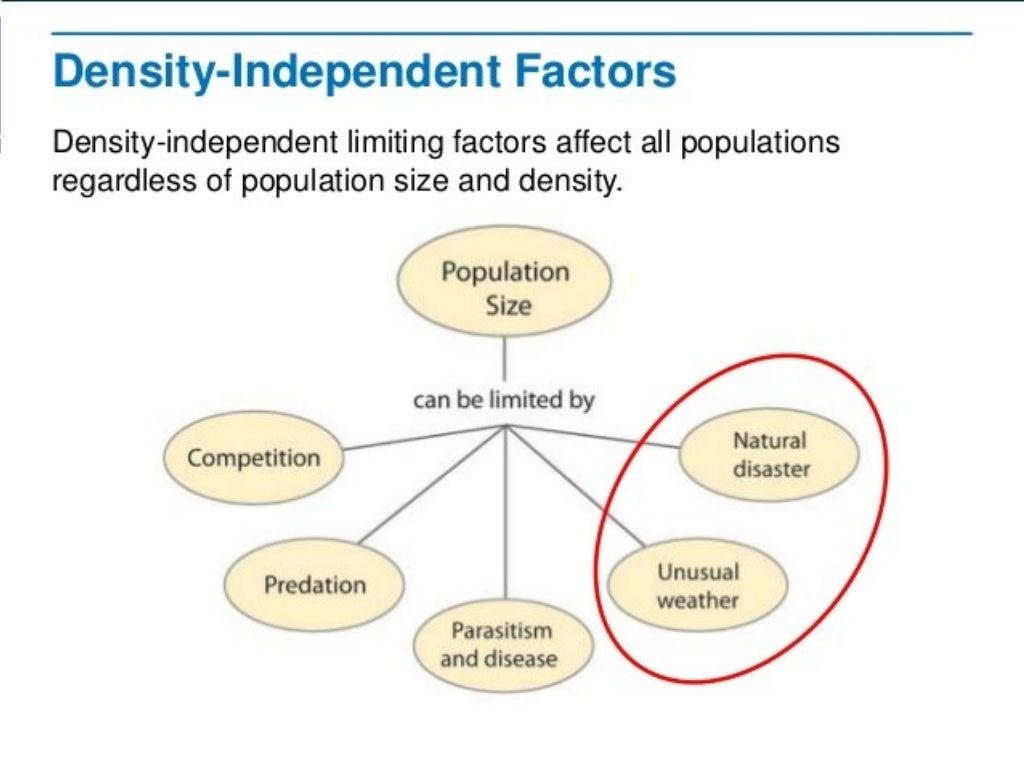 Density-Independent Factors
Density-independent limiting factors affect all populations
regardless of population size and density.
Population
Size
can be limited by
Competition
Natural
disaster
Predation
Unusual
weather
Parasitism
and disease